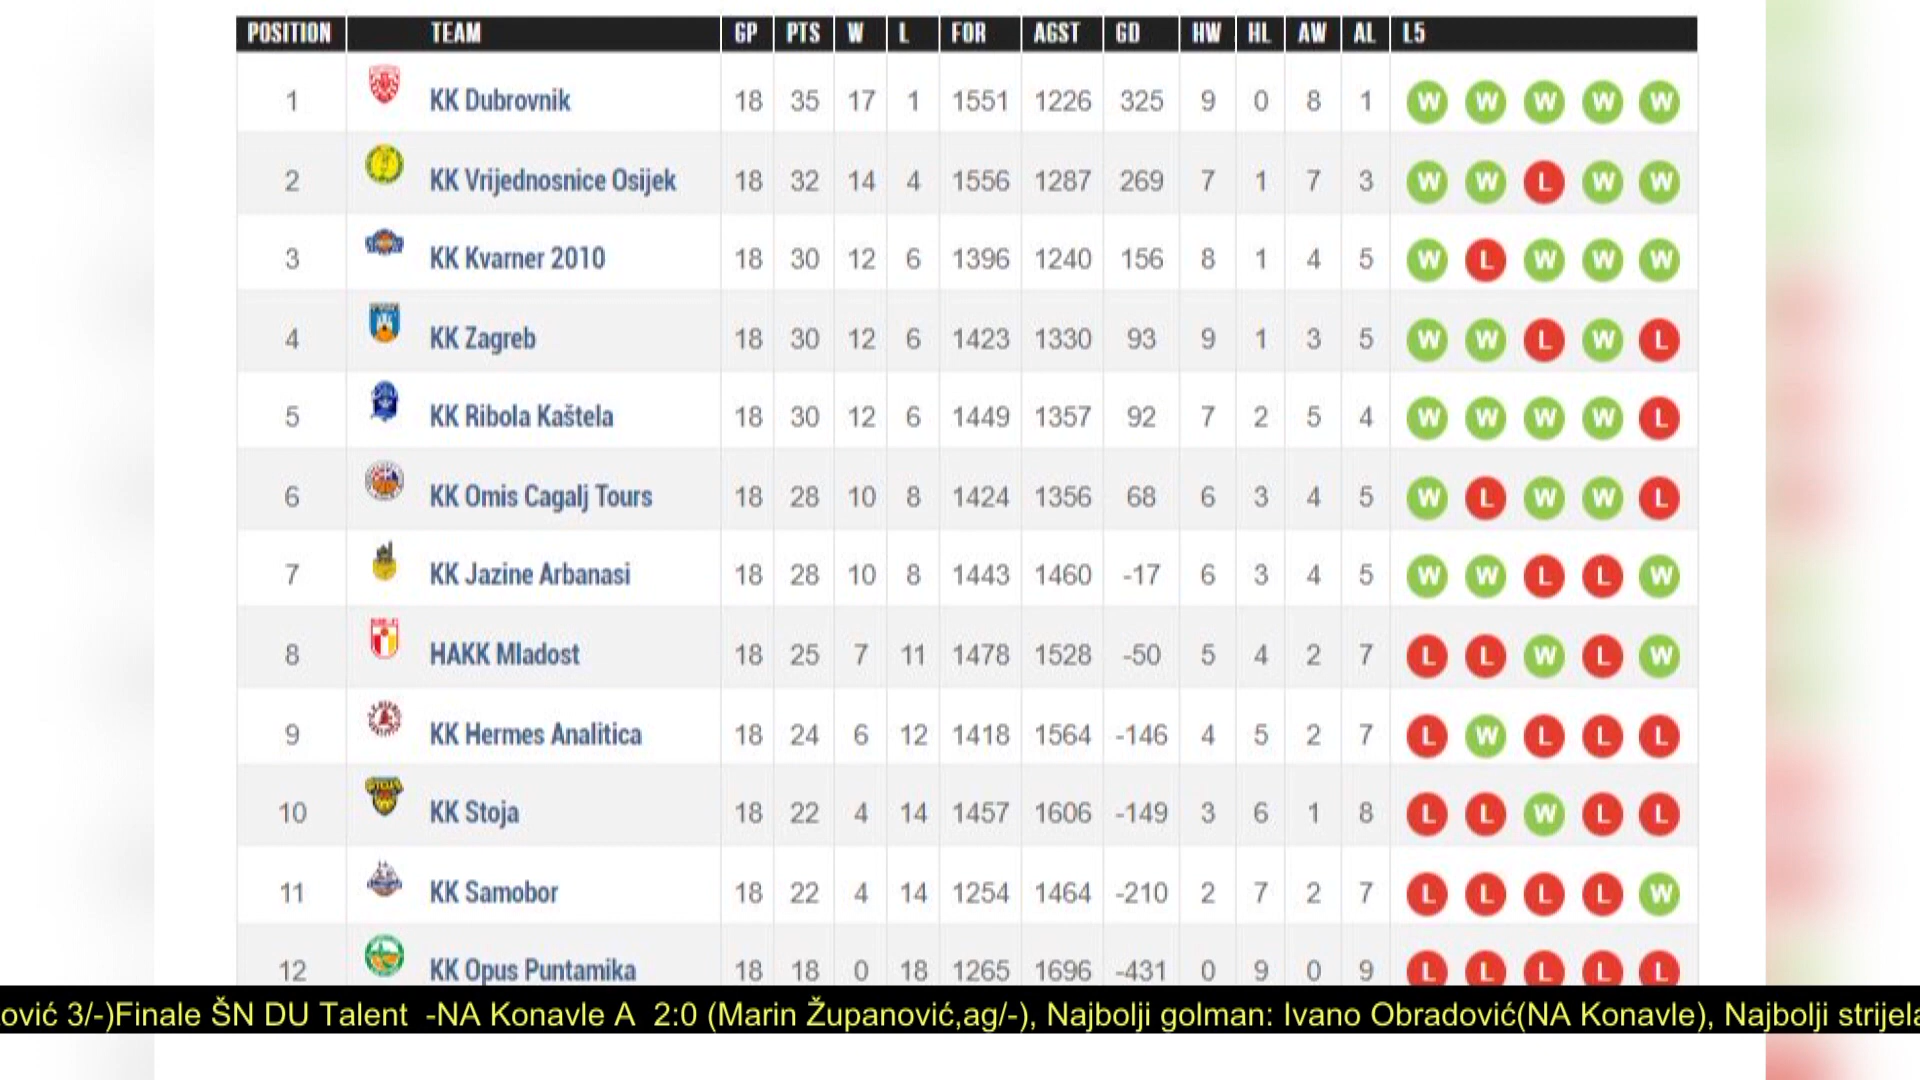 POSITION TEAM GP PTS W L FOR AGST GD HW HL AW AL L5
1 KK Dubrovnik 18 35 17 1 1551 1226 325 9 0 8 1 W W W W W
2 KK Vrijednosnice Osijek 18 32 14 4 1556 1287 269 7 1 7 3 W W L W W
3 KK Kvarner 2010 18 30 12 6 1396 1240 156 8 1 4 5 W L W W W
4 KK Zagreb 18 30 12 6 1423 1330 93 9 1 3 5 W W L W L
5 KK Ribola Kaštela 18 30 12 6 1449 1357 92 7 2 5 4 W W W W L
6 KK Omis Cagalj Tours 18 28 10 8 1424 1356 68 6 3 4 5 W L W W L
7 KK Jazine Arbanasi 18 28 10 8 1443 1460 -17 6 3 4 5 W W L L W
8 HAKK Mladost 18 25 7 11 1478 1528 -50 5 4 2 7 L L W L W
9 KK Hermes Analitica 18 24 6 12 1418 1564 -146 4 5 2 7 L W L L L
10 KK Stoja 18 22 4 14 1457 1606 -149 3 6 1 8 L L W L L
11 KK Samobor 18 22 4 14 1254 1464 -210 2 7 2 7 L L L L W
12 KK Opus Puntamika 18 18 0 18 1265 1696 -431 0 9 0 9 L L L L L
ović 3/-)Finale ŠN DU Talent -NA Konavle A 2:0 (Marin Županović,ag/-), Najbolji golman: Ivano Obradović(NA Konavle), Najbolji strijela